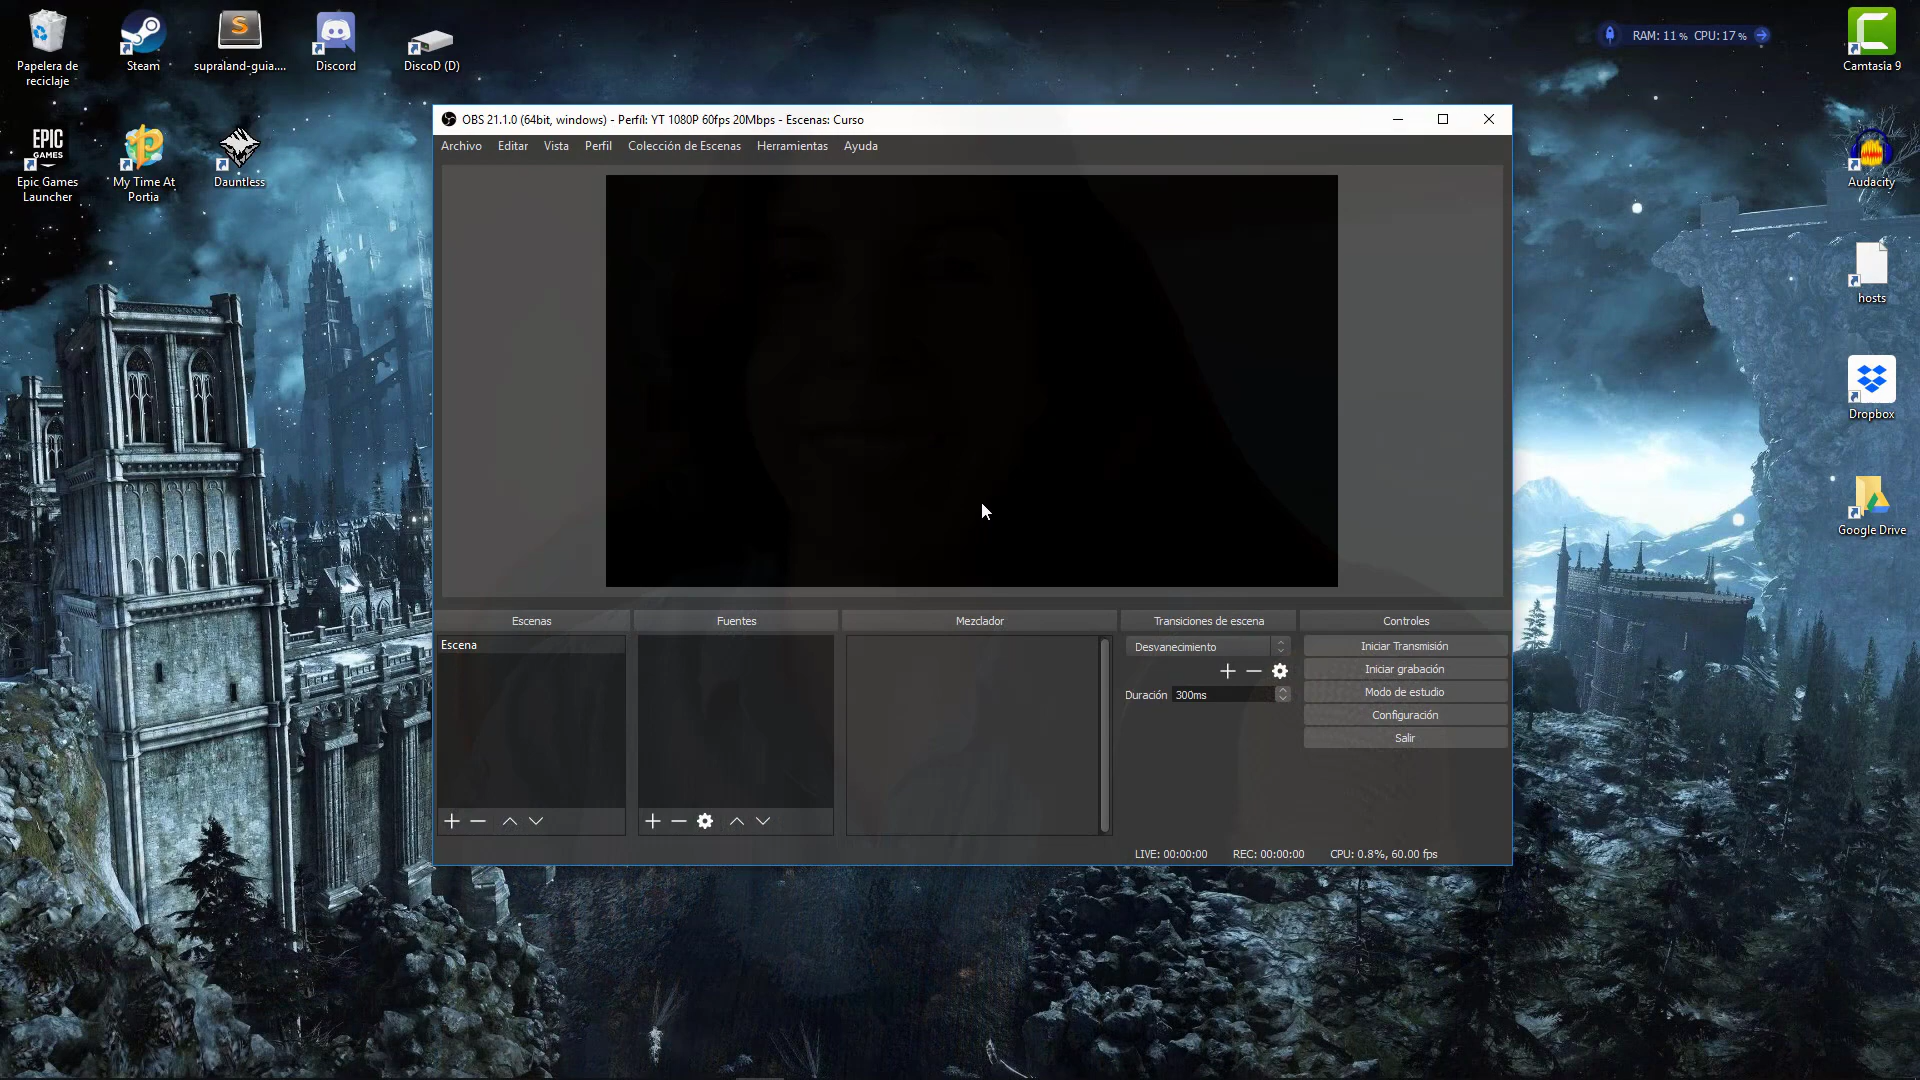 Papelera de
reciclaje
Steam
supraland-guia....
Discord
DiscoD (D)
RAM: 11 % CPU: 17 %
Camtasia 9
EPIC
GAMES
Epic Games
Launcher
My Time At
Portia
Dauntless
Audacity
hosts
Dropbox
Google Drive
OBS 21.1.0 (64bit, windows) - Perfil: YT 1080P 60fps 20Mbps - Escenas: Curso
Archivo Editar Vista Perfil Colección de Escenas Herramientas Ayuda
Escenas Fuentes Mezclador Transiciones de escena Controles
Escena
Desvanecimiento
Duración 300ms
Iniciar Transmisión
Iniciar grabación
Modo de estudio
Configuración
Salir
LIVE: 00:00:00 REC: 00:00:00 CPU: 0.8%, 60.00 fps